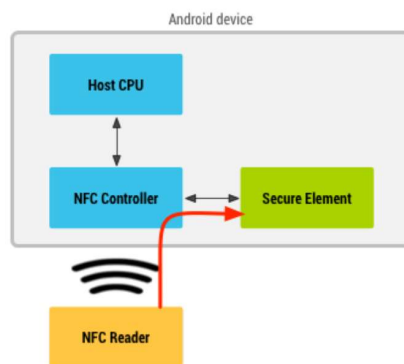 Android device
Host CPU
NFC Controller
Secure Element
NFC Reader